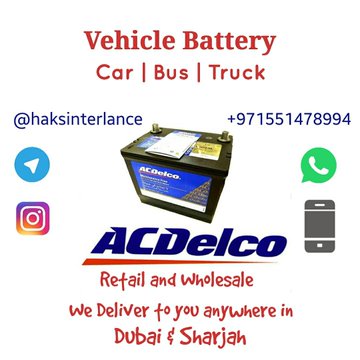 Vehicle Battery
Car | Bus | Truck
@haksinterlance
+971551478994
ACDelco
ACDelco
Retail and Wholesale
We Deliver to you anywhere in
Dubai & Sharjah